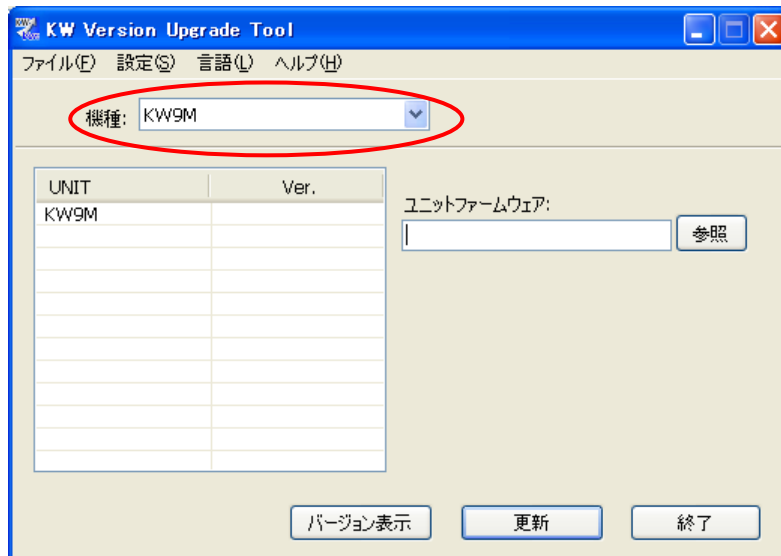 KW Version Upgrade Tool
ファイル(F) 設定(S) 言語(L) ヘルプ(H)
機種: KW9M
UNIT Ver.
KW9M
ユニットファームウェア:
参照
バージョン表示 更新 終了